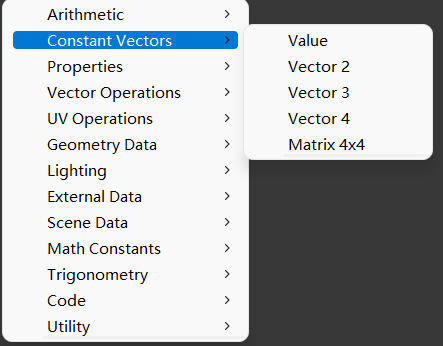 Arithmetic
Constant Vectors
Properties
Vector Operations
UV Operations
Geometry Data
Lighting
External Data
Scene Data
Math Constants
Trigonometry
Code
Utility
Value
Vector 2
Vector 3
Vector 4
Matrix 4x4